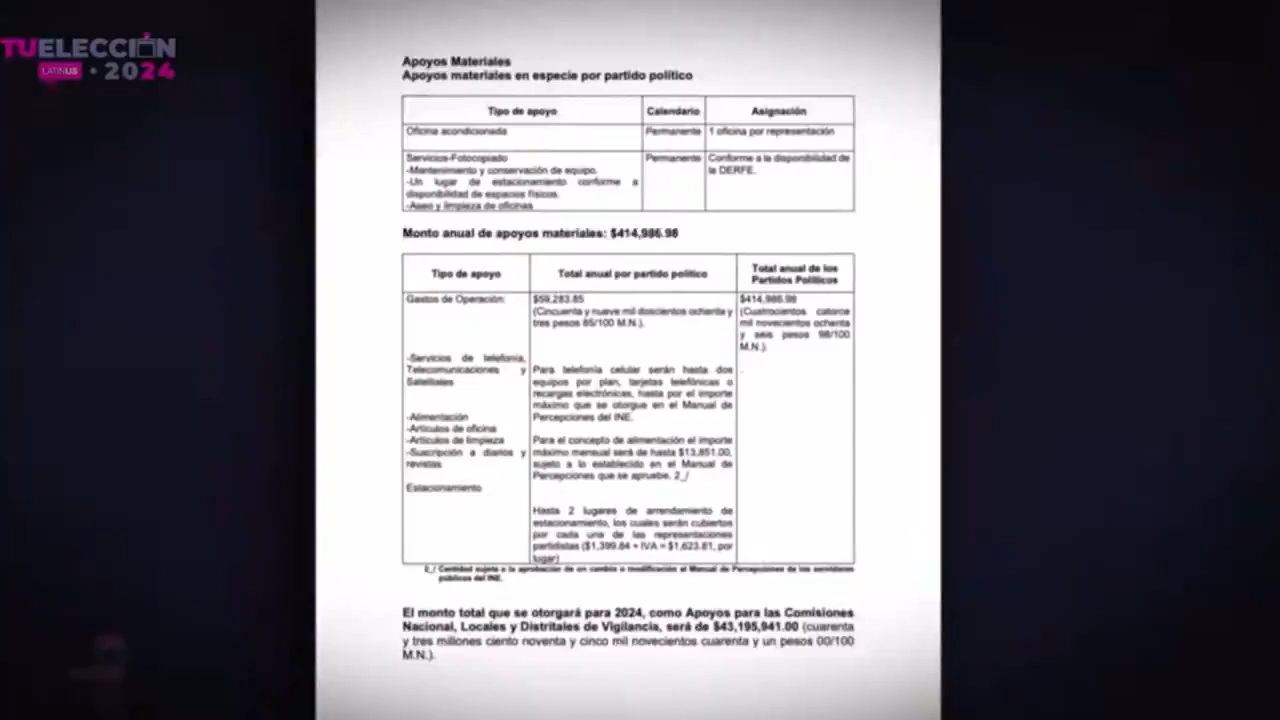 TUELECCIÓN
LATINUS • 2024
Apoyos Materiales
Apoyos materiales en especie por partido político
Tipo de apoyo Calendario Asignación
Oficina acondicionada Permanente 1 oficina por representación
Servicios-Fotocopiado Permanente Conforme a la disponibilidad de
-Mantenimiento y conservación de equipo. la DERFE.
-Un lugar de estacionamiento conforme a
disponibilidad de espacios físicos.
-Aseo y limpieza de oficinas
Monto anual de apoyos materiales: $414,986.98
Tipo de apoyo Total anual por partido político Total anual de los
Partidos Políticos
Gastos de Operación: $59,283.85 $414,986.98
(Cincuenta y nueve mil doscientos ochenta y (Cuatrocientos catorce
tres pesos 85/100 M.N.). mil novecientos ochenta
y seis pesos 98/100
M.N.).
-Servicios de telefonía,
Telecomunicaciones y Para telefonía celular serán hasta dos
Satelitales equipos por plan, tarjetas telefónicas o
recargas electrónicas, hasta por el importe
máximo que se otorgue en el Manual de
-Alimentación Percepciones del INE.
-Artículos de oficina
-Artículos de limpieza Para el concepto de alimentación el importe
-Suscripción a diarios y máximo mensual será de hasta $13,851.00,
revistas sujeto a lo establecido en el Manual de
Percepciones que se apruebe. 2_/
Estacionamiento
Hasta 2 lugares de arrendamiento de
estacionamiento, los cuales serán cubiertos
por cada una de las representaciones
partidistas ($1,399.84 + IVA = $1,623.81, por
lugar)
2_/ Cantidad sujeta a la aprobación de un cambio o modificación al Manual de Percepciones de los servidores
públicos del INE.
El monto total que se otorgará para 2024, como Apoyos para las Comisiones
Nacional, Locales y Distritales de Vigilancia, será de $43,195,941.00 (cuarenta
y tres millones ciento noventa y cinco mil novecientos cuarenta y un pesos 00/100
M.N.).